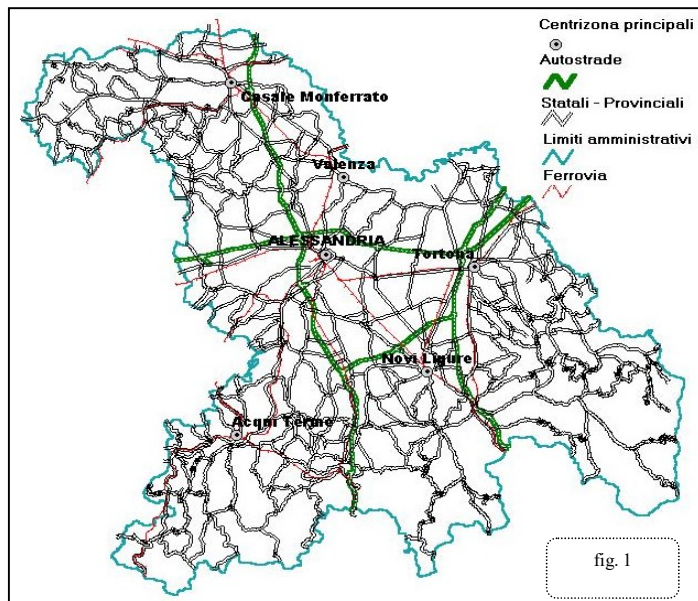 Centrizona principali
Autostrade
Statali - Provinciali
Limiti amministrativi
Ferrovia
Casale Monferrato
Valenza
ALESSANDRIA
Tortona
Novi Ligure
Acqui Terme
fig. 1